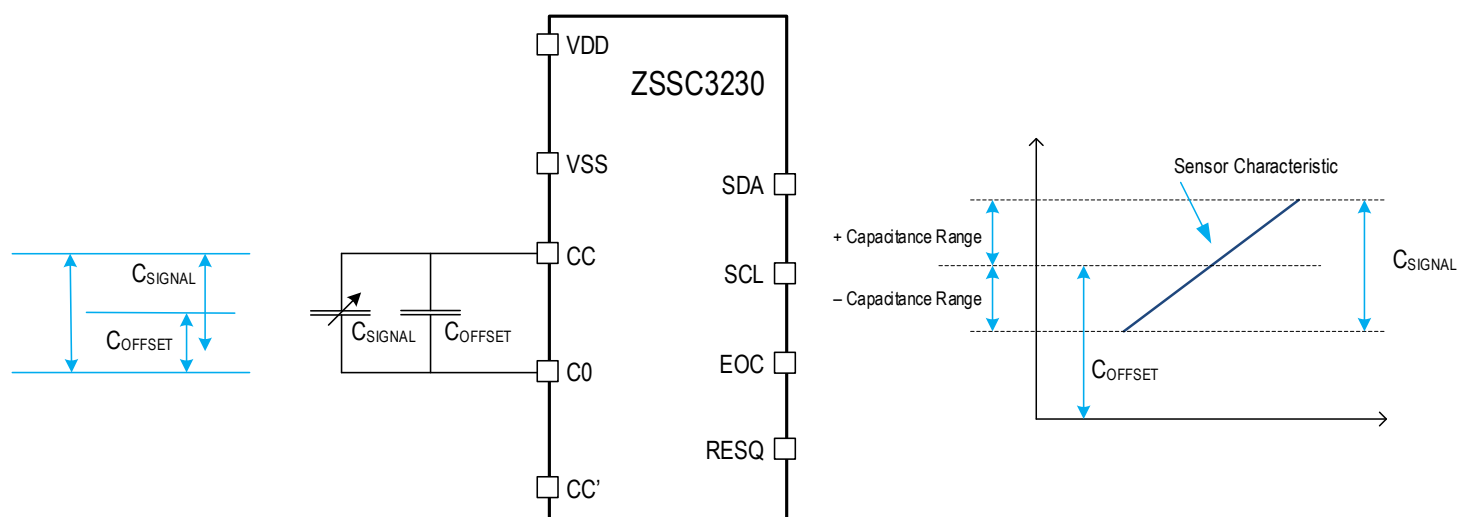 CSIGNAL
COFFSET
CSIGNAL
COFFSET
VDD
VSS
CC
C0
CC’
ZSSC3230
SDA
SCL
EOC
RESQ
Sensor Characteristic
+ Capacitance Range
– Capacitance Range
COFFSET
CSIGNAL